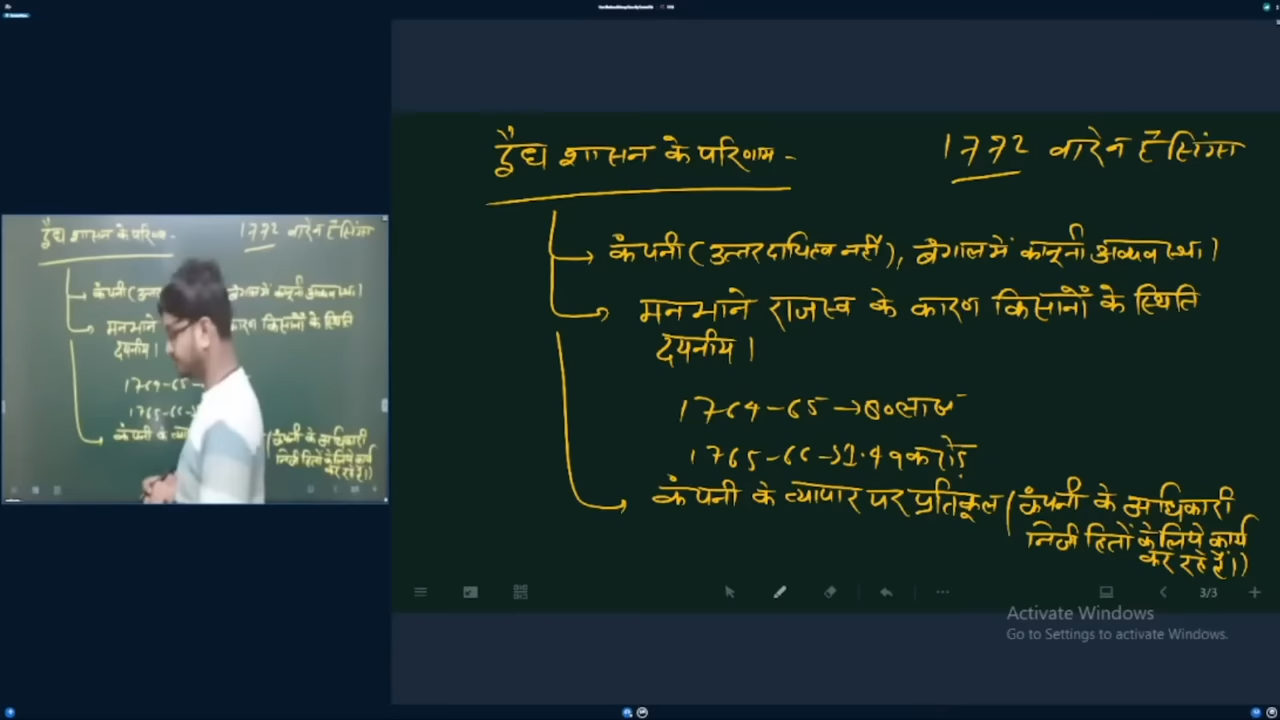 द्वैध शासन के परिणाम -
1772 वारेन हेस्टिंग्स
कंपनी (उत्तरदायित्व नहीं), बंगाल में कानूनी अव्यवस्था।
मनमाने राजस्व के कारण किसानों के स्थिति
दयनीय।
1764-65 → 80 लाख
1765-66 → 1.49 करोड़
कंपनी के व्यापार पर प्रतिकूल (कंपनी के अधिकारी
निजी हितों के लिये कार्य
कर रहे हैं।)
3/3
Activate Windows
Go to Settings to activate Windows.